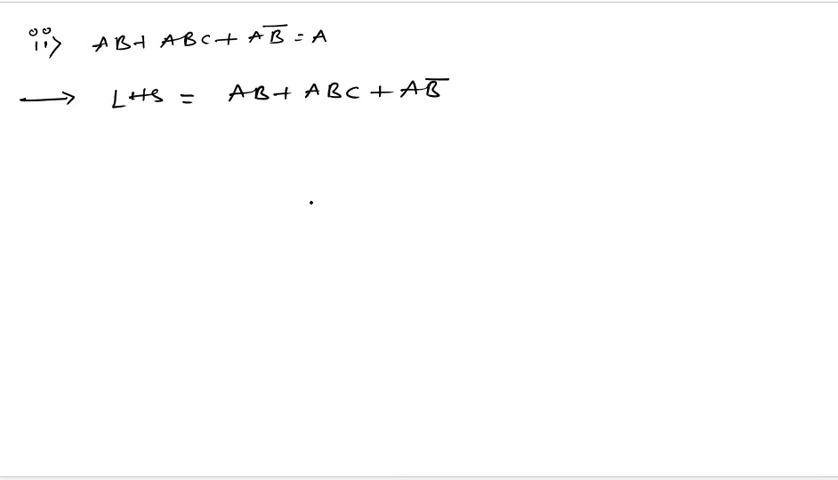 ii> AB + ABC + AB̅ = A
⟶ LHS = AB + ABC + AB̅